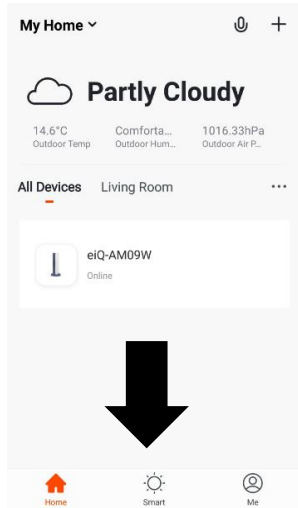 My Home
Partly Cloudy
14.6°C Comforta... 1016.33hPa
Outdoor Temp Outdoor Hum... Outdoor Air P...
All Devices Living Room ...
eiQ-AM09W
Online
Home Smart Me